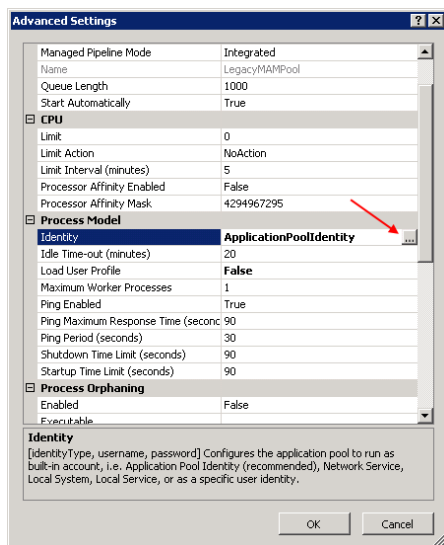 Advanced Settings
Managed Pipeline Mode Integrated
Name LegacyMAMPool
Queue Length 1000
Start Automatically True
CPU
Limit 0
Limit Action NoAction
Limit Interval (minutes) 5
Processor Affinity Enabled False
Processor Affinity Mask 4294967295
Process Model
Identity ApplicationPoolIdentity ...
Idle Time-out (minutes) 20
Load User Profile False
Maximum Worker Processes 1
Ping Enabled True
Ping Maximum Response Time (second 90
Ping Period (seconds) 30
Shutdown Time Limit (seconds) 90
Startup Time Limit (seconds) 90
Process Orphaning
Enabled False
Executable
Identity
[identityType, username, password] Configures the application pool to run as
built-in account, i.e. Application Pool Identity (recommended), Network Service,
Local System, Local Service, or as a specific user identity.
OK Cancel